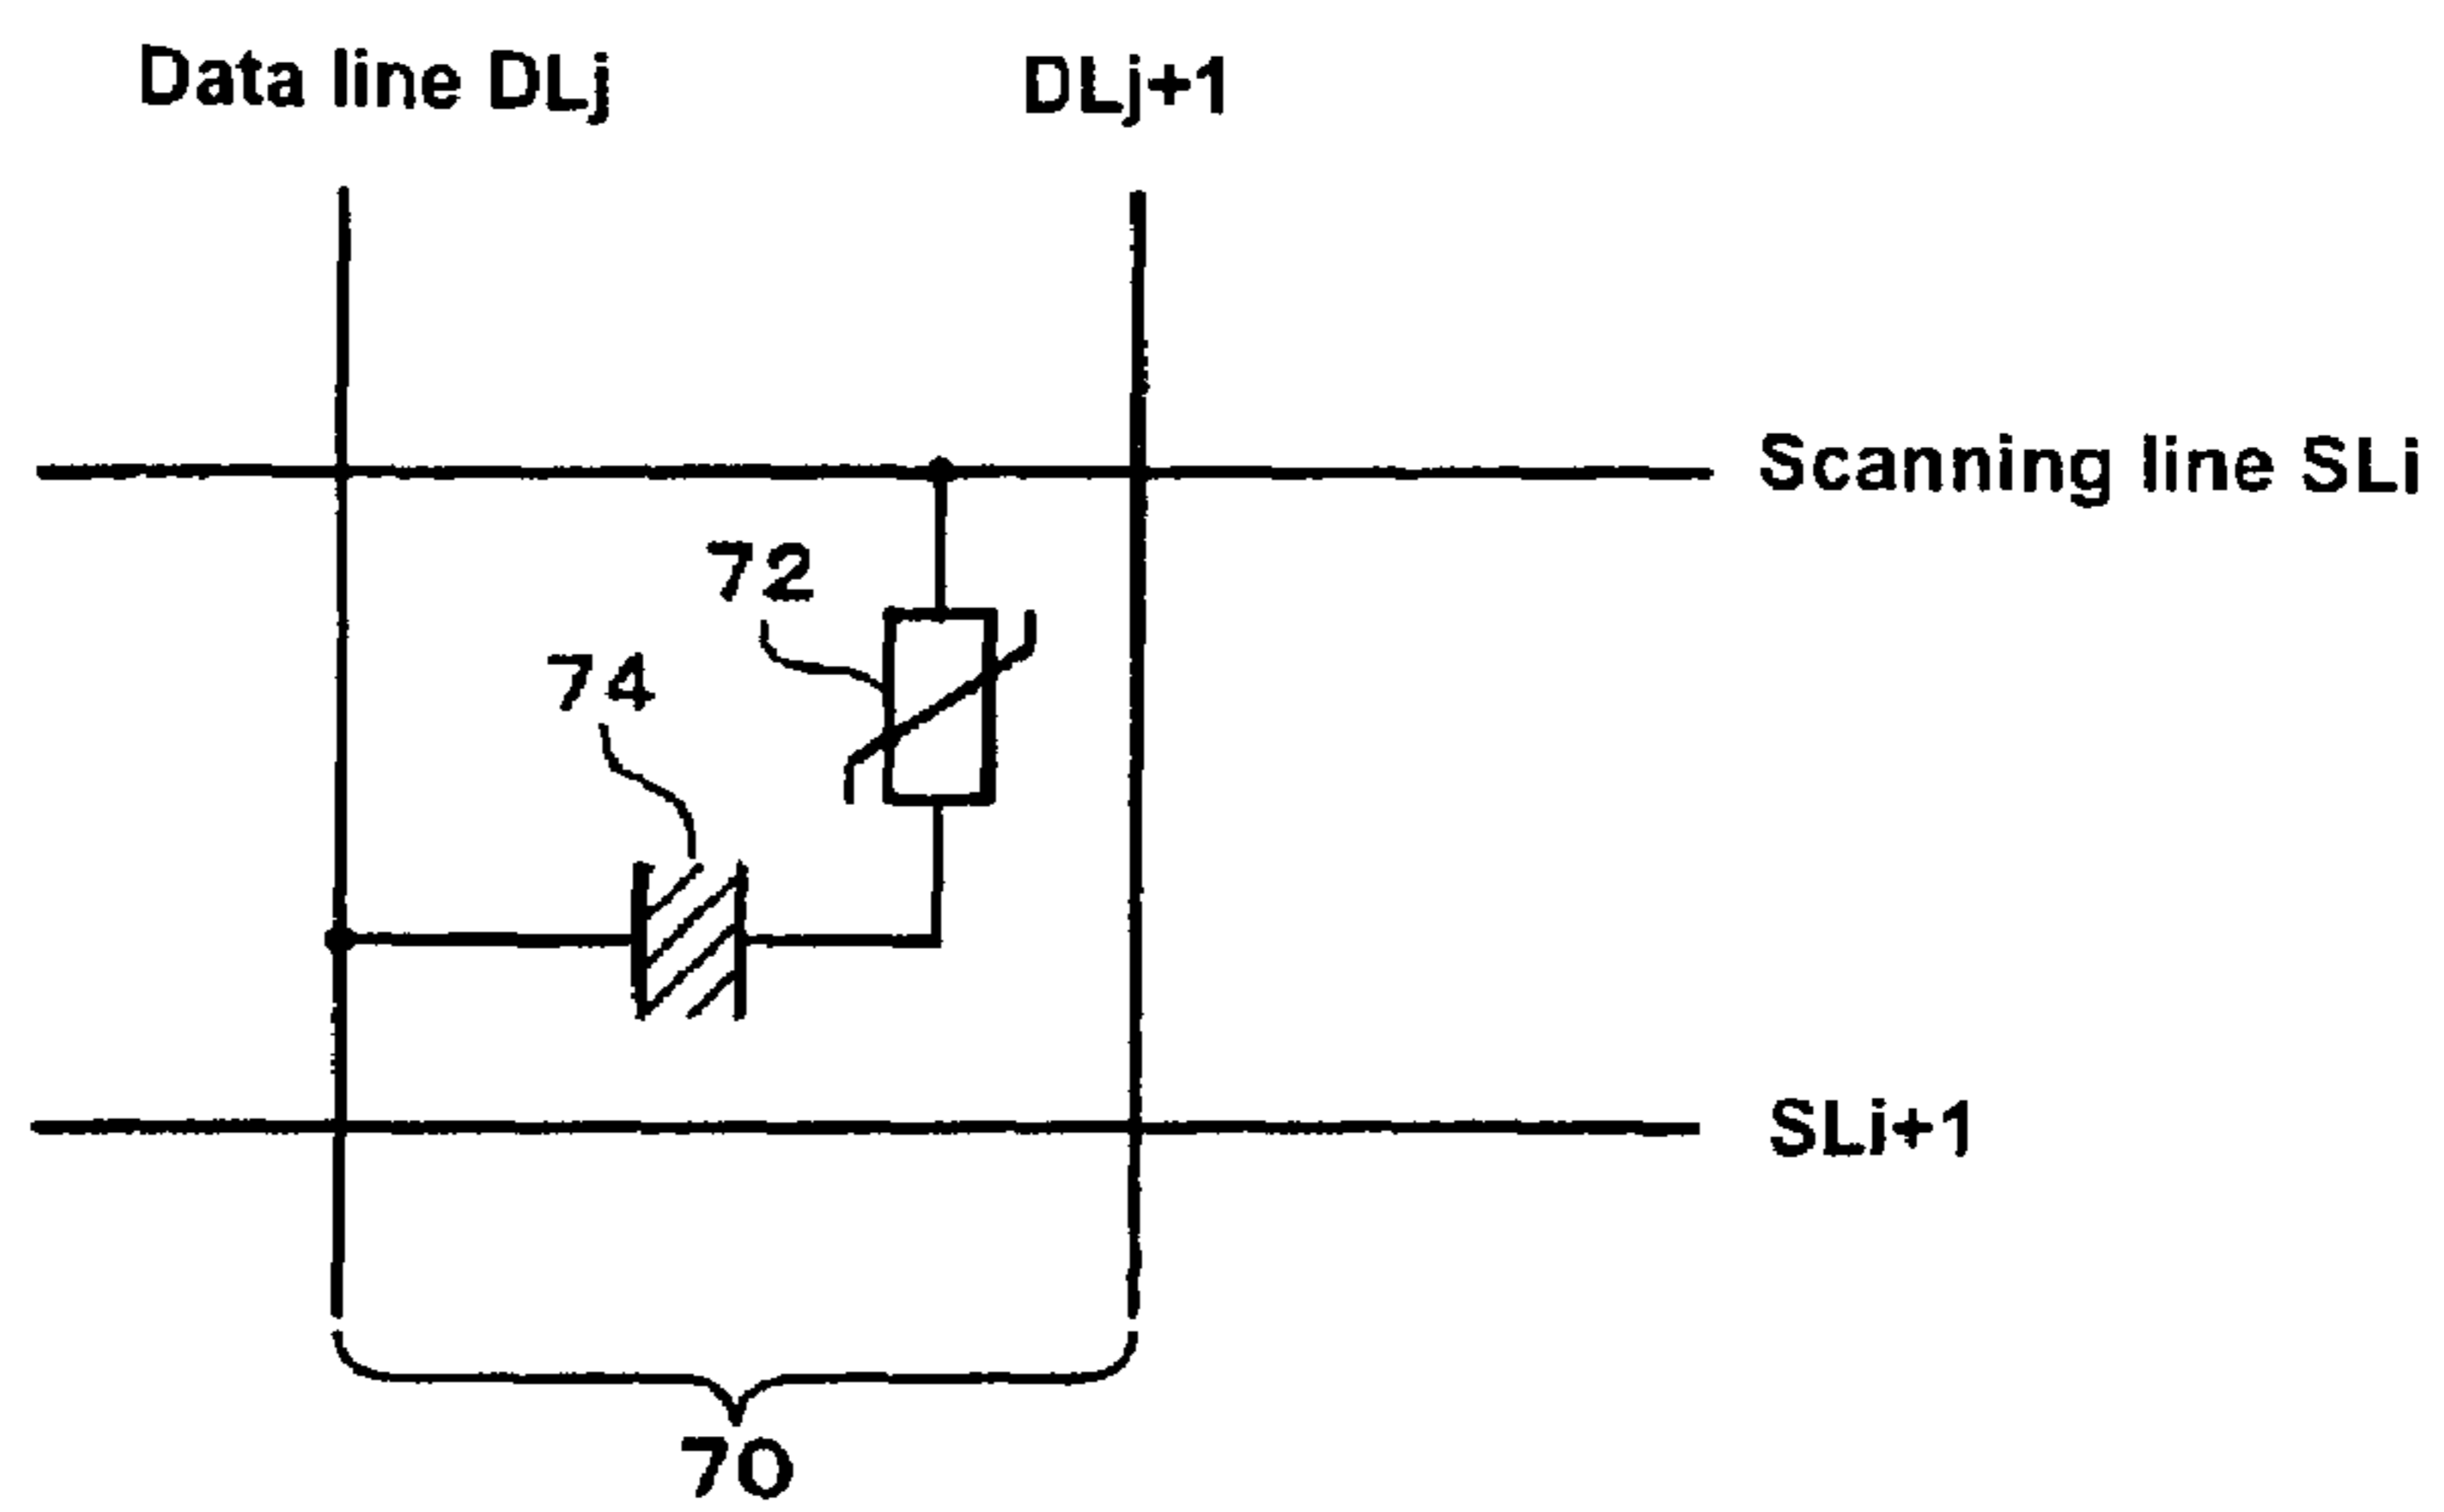 Data line DLj
DLj+1
Scanning line SLi
72
74
SLi+1
70